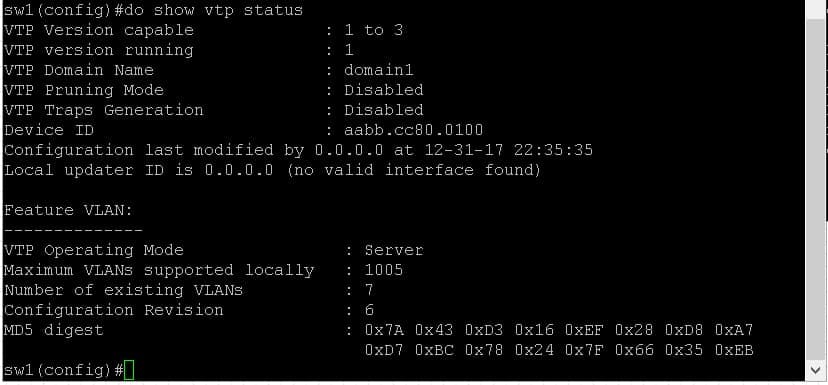 sw1(config)#do show vtp status
VTP Version capable             : 1 to 3
VTP version running             : 1
VTP Domain Name                 : domain1
VTP Pruning Mode                : Disabled
VTP Traps Generation            : Disabled
Device ID                       : aabb.cc80.0100
Configuration last modified by 0.0.0.0 at 12-31-17 22:35:35
Local updater ID is 0.0.0.0 (no valid interface found)

Feature VLAN:
--------------
VTP Operating Mode                : Server
Maximum VLANs supported locally   : 1005
Number of existing VLANs          : 7
Configuration Revision            : 6
MD5 digest                        : 0x7A 0x43 0xD3 0x16 0xEF 0x28 0xD8 0xA7
                                    0xD7 0xBC 0x78 0x24 0x7F 0x66 0x35 0xEB
sw1(config)#